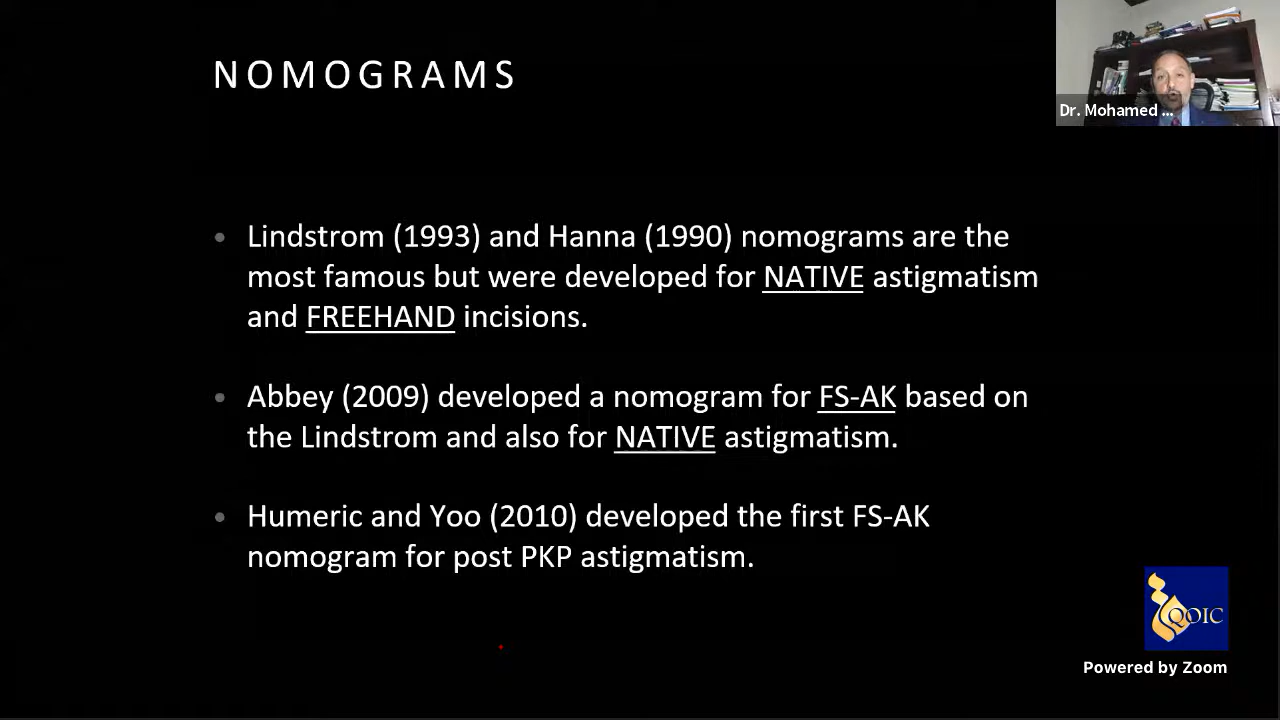 NOMOGRAMS
Dr. Mohamed ...
Lindstrom (1993) and Hanna (1990) nomograms are the
most famous but were developed for NATIVE astigmatism
and FREEHAND incisions.
Abbey (2009) developed a nomogram for FS-AK based on
the Lindstrom and also for NATIVE astigmatism.
Humeric and Yoo (2010) developed the first FS-AK
nomogram for post PKP astigmatism.
QOIC
Powered by Zoom